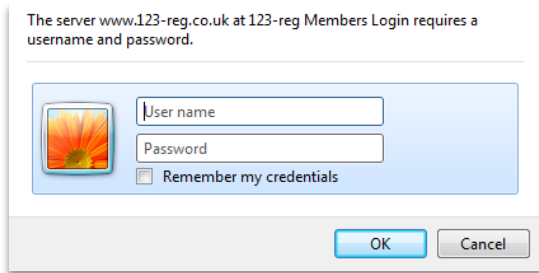 The server www.123-reg.co.uk at 123-reg Members Login requires a
username and password.
User name
Password
Remember my credentials
OK
Cancel